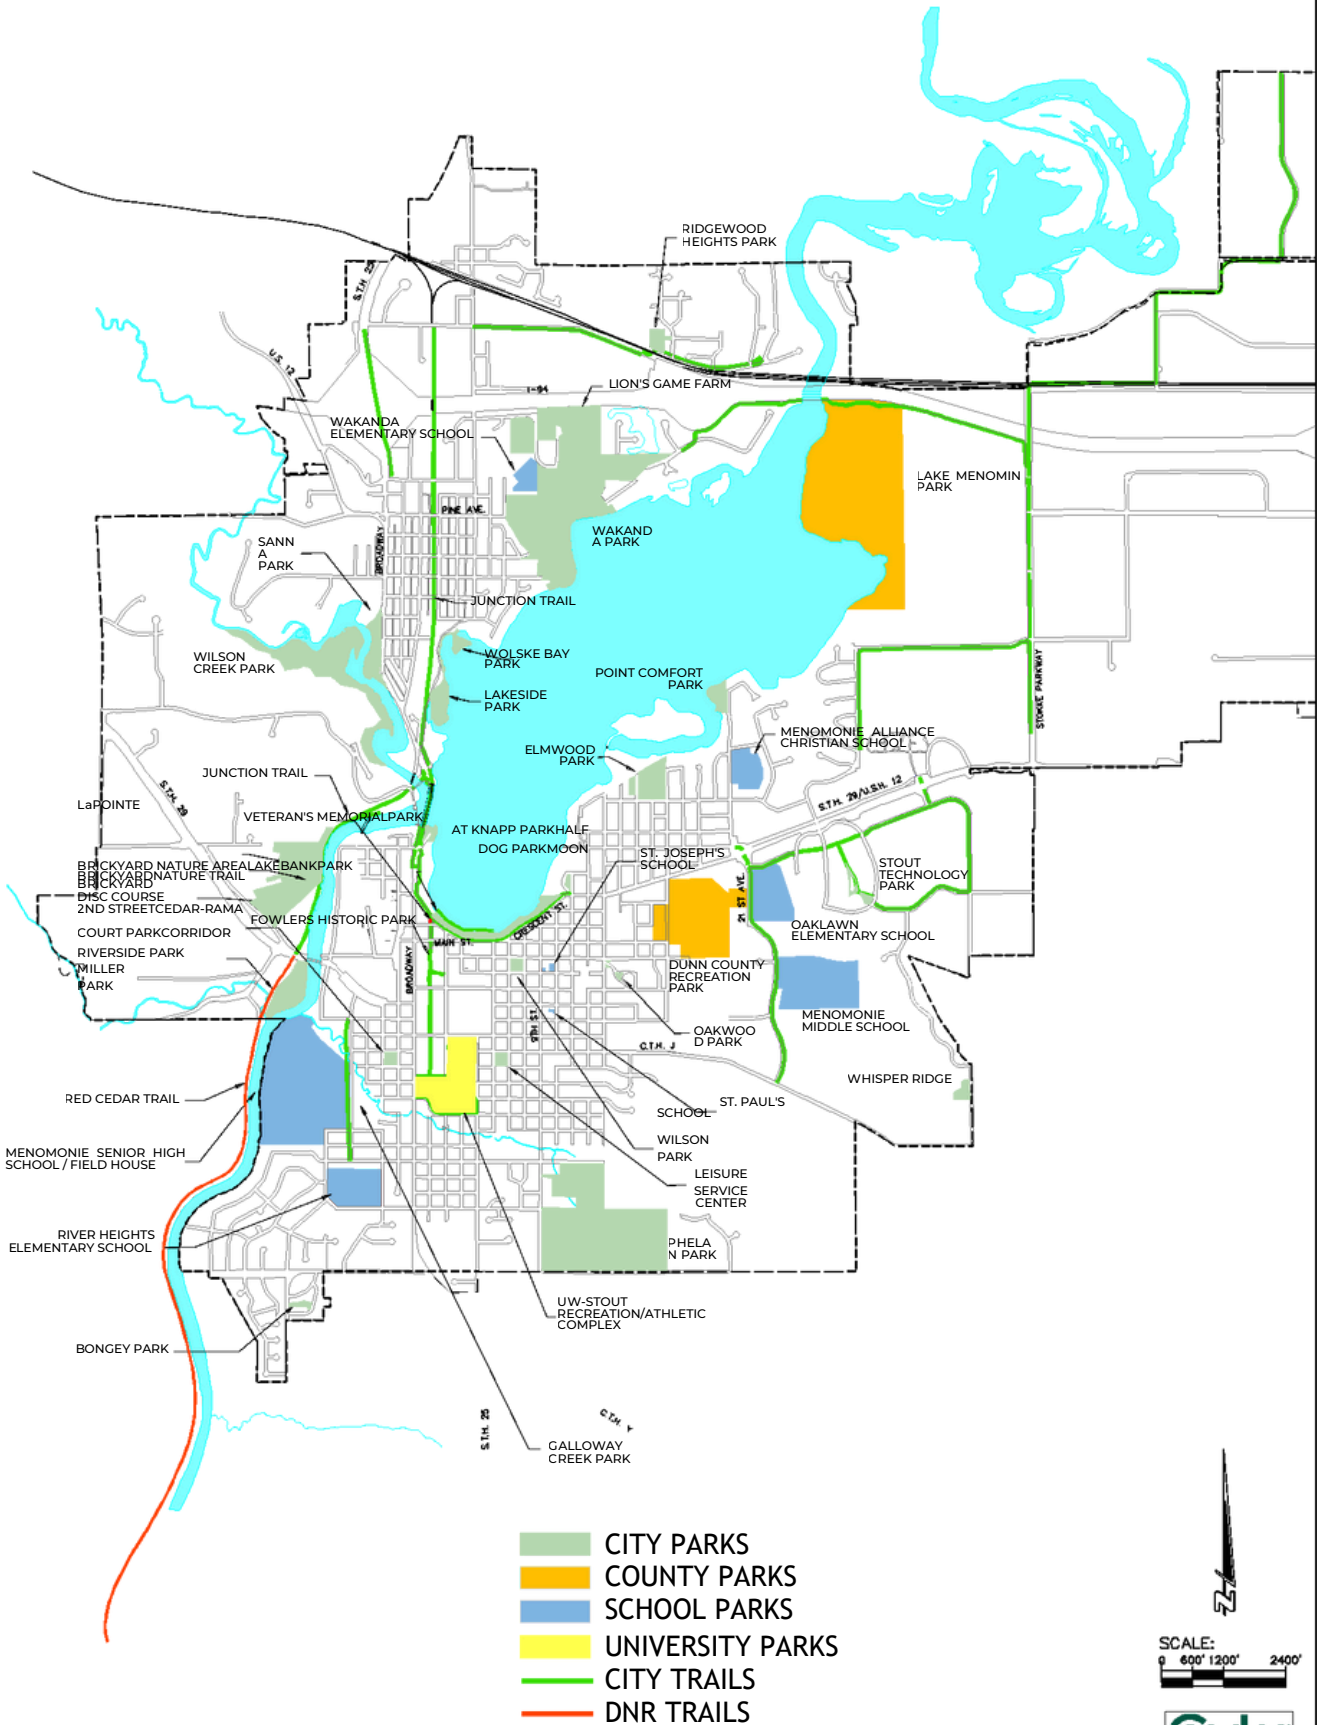 RIDGEWOOD
HEIGHTS PARK
S.T.H. 25
U.S. 12
I-94
LION'S GAME FARM
WAKANDA
ELEMENTARY SCHOOL
LAKE MENOMIN
PARK
PINE AVE.
WAKAND
A PARK
SANN
A
PARK
BROADWAY
JUNCTION TRAIL
WILSON
CREEK PARK
WOLSKE BAY
PARK
POINT COMFORT
PARK
STOKKE PARKWAY
LAKESIDE
PARK
MENOMONIE ALLIANCE
CHRISTIAN SCHOOL
ELMWOOD
PARK
JUNCTION TRAIL
S.T.H. 29
S.T.H. 29/U.S.H. 12
LaPOINTE
VETERAN'S MEMORIALPARK
AT KNAPP PARKHALF
DOG PARKMOON
ST. JOSEPH'S
SCHOOL
BRICKYARD NATURE AREALAKEBANKPARK
BRICKYARDNATURE TRAIL
BRICKYARD
DISC COURSE
2ND STREETCEDAR-RAMA
FOWLERS HISTORIC PARK
COURT PARKCORRIDOR
STOUT
TECHNOLOGY
PARK
21 ST AVE.
CRESCENT ST.
MAIN ST.
OAKLAWN
ELEMENTARY SCHOOL
RIVERSIDE PARK
MILLER
PARK
BROADWAY
DUNN COUNTY
RECREATION
PARK
MENOMONIE
MIDDLE SCHOOL
OAKWOO
D PARK
C.T.H. J
WHISPER RIDGE
RED CEDAR TRAIL
ST. PAUL'S
SCHOOL
WILSON
PARK
MENOMONIE SENIOR HIGH
SCHOOL / FIELD HOUSE
LEISURE
SERVICE
CENTER
RIVER HEIGHTS
ELEMENTARY SCHOOL
PHELA
N PARK
UW-STOUT
RECREATION/ATHLETIC
COMPLEX
BONGEY PARK
S.T.H. 25
C.T.H. Y
GALLOWAY
CREEK PARK
CITY PARKS
COUNTY PARKS
SCHOOL PARKS
UNIVERSITY PARKS
CITY TRAILS
DNR TRAILS
N
SCALE:
0 600' 1200' 2400'